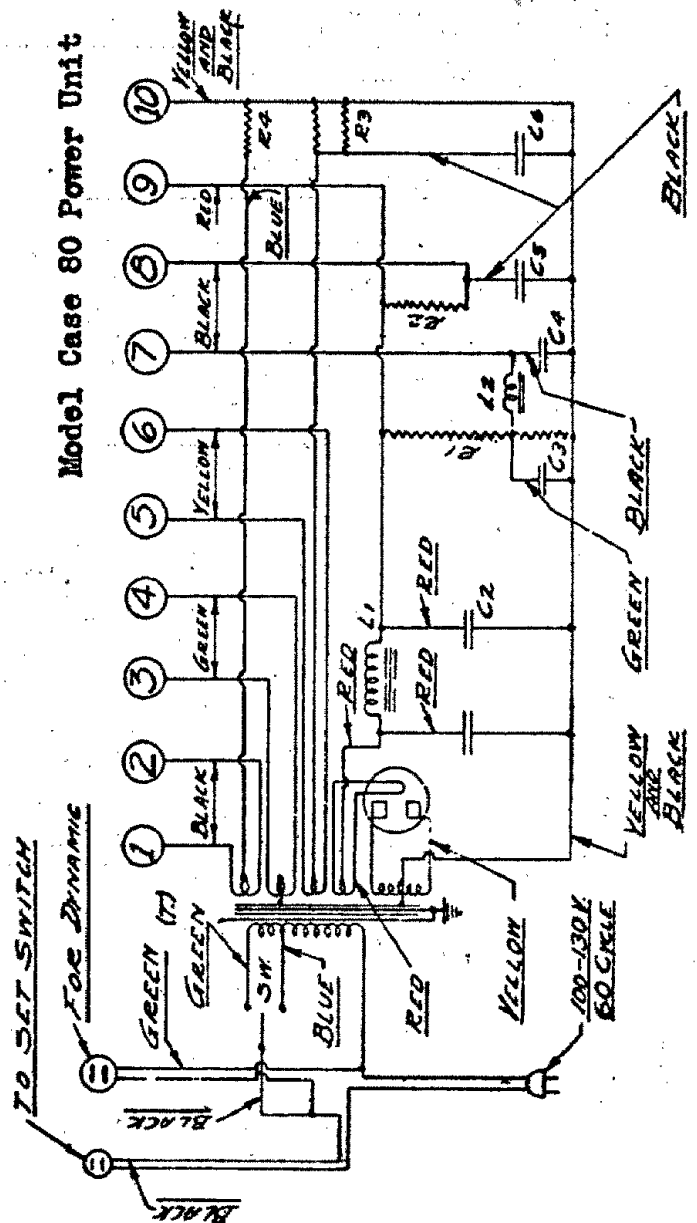 Model Case 80 Power Unit
TO SET SWITCH
FOR DYNAMIC
1
2
3
4
5
6
7
8
9
10
BLACK
GREEN
YELLOW
BLACK
RED
YELLOW
AND
BLACK
BLUE
R4
R3
GREEN
GREEN (T)
SW.
BLUE
BLACK
BLACK
RED
YELLOW
100-130 V.
60 CYCLE
RED
L1
RED
RED
C2
R1
R2
L2
C3
C4
C5
C6
YELLOW
AND
BLACK
GREEN
BLACK
BLACK